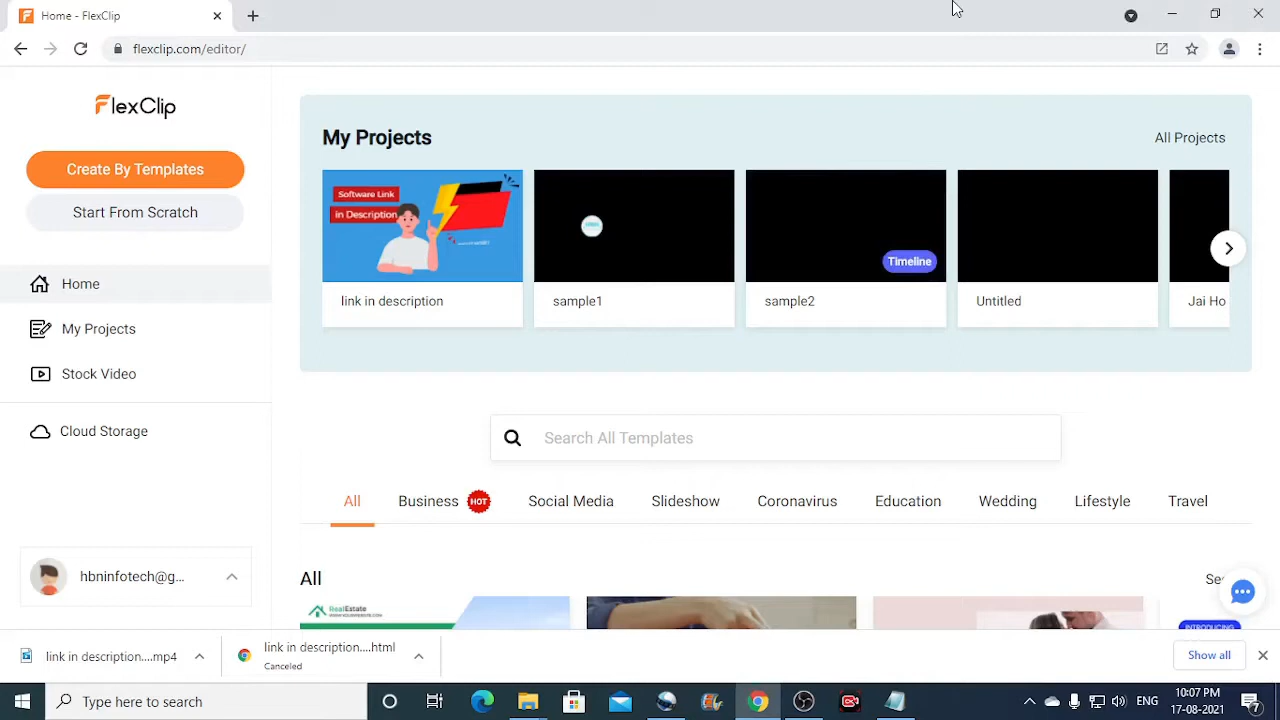 Home - FlexClip
flexclip.com/editor/
FlexClip
Create By Templates
Start From Scratch
Home
My Projects
Stock Video
Cloud Storage
hbninfotech@g...
My Projects
All Projects
Software Link
in Description
Timeline
link in description
sample1
sample2
Untitled
Jai Ho
Search All Templates
All
Business
HOT
Social Media
Slideshow
Coronavirus
Education
Wedding
Lifestyle
Travel
All
RealEstate
INTRODUCING
link in description....mp4
link in description....html
Canceled
Show all
Type here to search
ENG
10:07 PM
17-08-2021
7